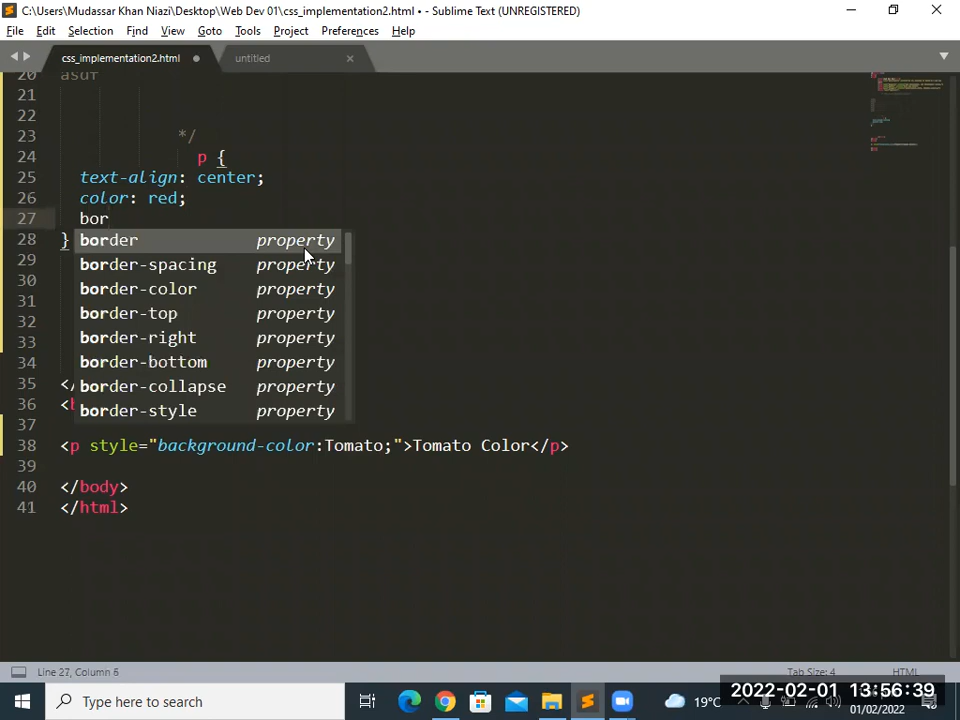 C:\Users\Mudassar Khan Niazi\Desktop\Web Dev 01\css_implementation2.html • - Sublime Text (UNREGISTERED)
File Edit Selection Find View Goto Tools Project Preferences Help
css_implementation2.html untitled
20 asdf
21
22
23 */
24 p {
25 text-align: center;
26 color: red;
27 bor
border property
28 }
border-spacing property
29
border-color property
30
border-top property
31
32
border-right property
33
border-bottom property
34
border-collapse property
35 </
36 <b
border-style property
37
38 <p style="background-color:Tomato;">Tomato Color</p>
39
40 </body>
41 </html>
Line 27, Column 6 Tab Size: 4 HTML
Type here to search 19°C 2022-02-01 13:56:39
01/02/2022